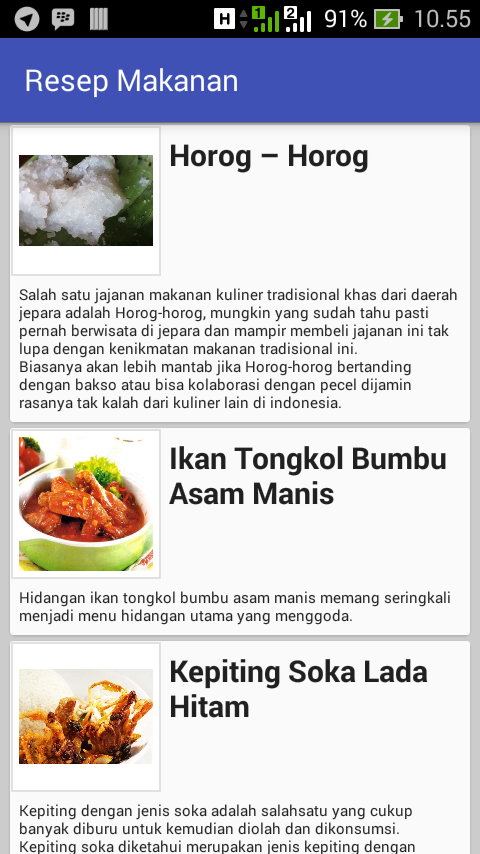 H 1 2 91% 10.55
Resep Makanan
Horog – Horog
Salah satu jajanan makanan kuliner tradisional khas dari daerah
jepara adalah Horog-horog, mungkin yang sudah tahu pasti
pernah berwisata di jepara dan mampir membeli jajanan ini tak
lupa dengan kenikmatan makanan tradisional ini.
Biasanya akan lebih mantab jika Horog-horog bertanding
dengan bakso atau bisa kolaborasi dengan pecel dijamin
rasanya tak kalah dari kuliner lain di indonesia.
Ikan Tongkol Bumbu
Asam Manis
Hidangan ikan tongkol bumbu asam manis memang seringkali
menjadi menu hidangan utama yang menggoda.
Kepiting Soka Lada
Hitam
Kepiting dengan jenis soka adalah salahsatu yang cukup
banyak diburu untuk kemudian diolah dan dikonsumsi.
Kepiting soka diketahui merupakan jenis kepiting dengan